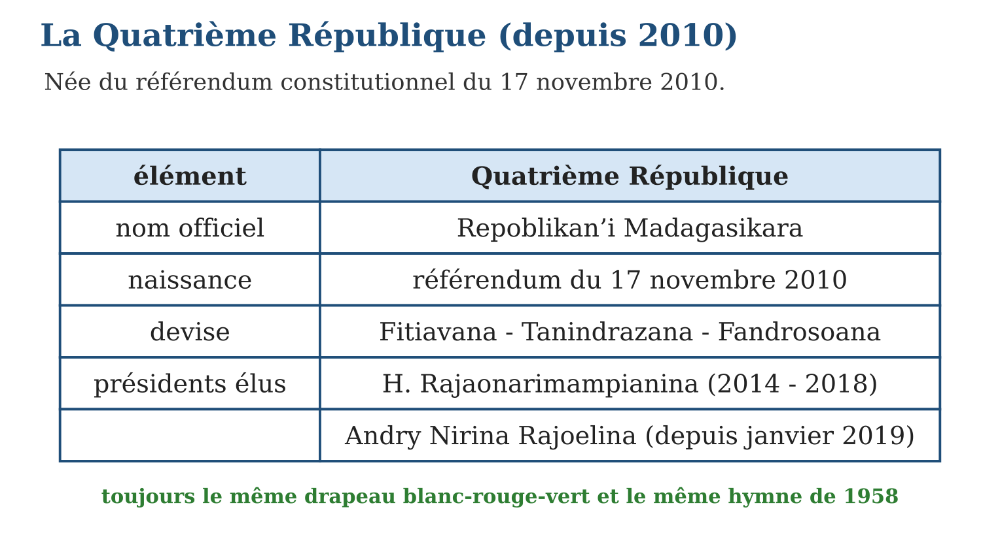 La Quatrième République (depuis 2010)
Née du référendum constitutionnel du 17 novembre 2010.
élément Quatrième République
nom officiel Repoblikan’i Madagasikara
naissance référendum du 17 novembre 2010
devise Fitiavana - Tanindrazana - Fandrosoana
présidents élus H. Rajaonarimampianina (2014 - 2018)
Andry Nirina Rajoelina (depuis janvier 2019)
toujours le même drapeau blanc-rouge-vert et le même hymne de 1958